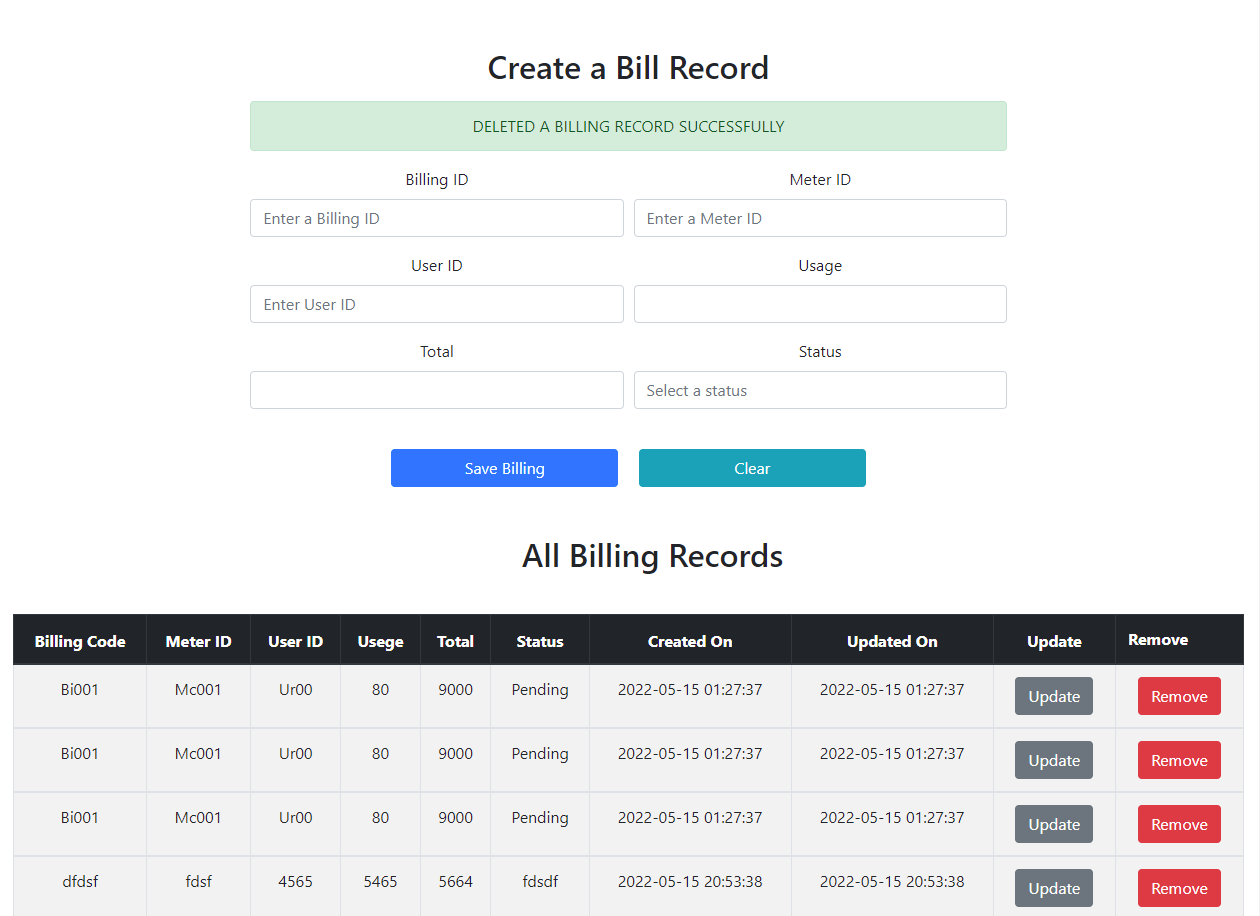 Create a Bill Record
DELETED A BILLING RECORD SUCCESSFULLY
Billing ID Meter ID
Enter a Billing ID Enter a Meter ID
User ID Usage
Enter User ID
Total Status
Select a status
Save Billing Clear
All Billing Records
Billing Code Meter ID User ID Usege Total Status Created On Updated On Update Remove
Bi001 Mc001 Ur00 80 9000 Pending 2022-05-15 01:27:37 2022-05-15 01:27:37 Update Remove
Bi001 Mc001 Ur00 80 9000 Pending 2022-05-15 01:27:37 2022-05-15 01:27:37 Update Remove
Bi001 Mc001 Ur00 80 9000 Pending 2022-05-15 01:27:37 2022-05-15 01:27:37 Update Remove
dfdsf fdsf 4565 5465 5664 fdsdf 2022-05-15 20:53:38 2022-05-15 20:53:38 Update Remove